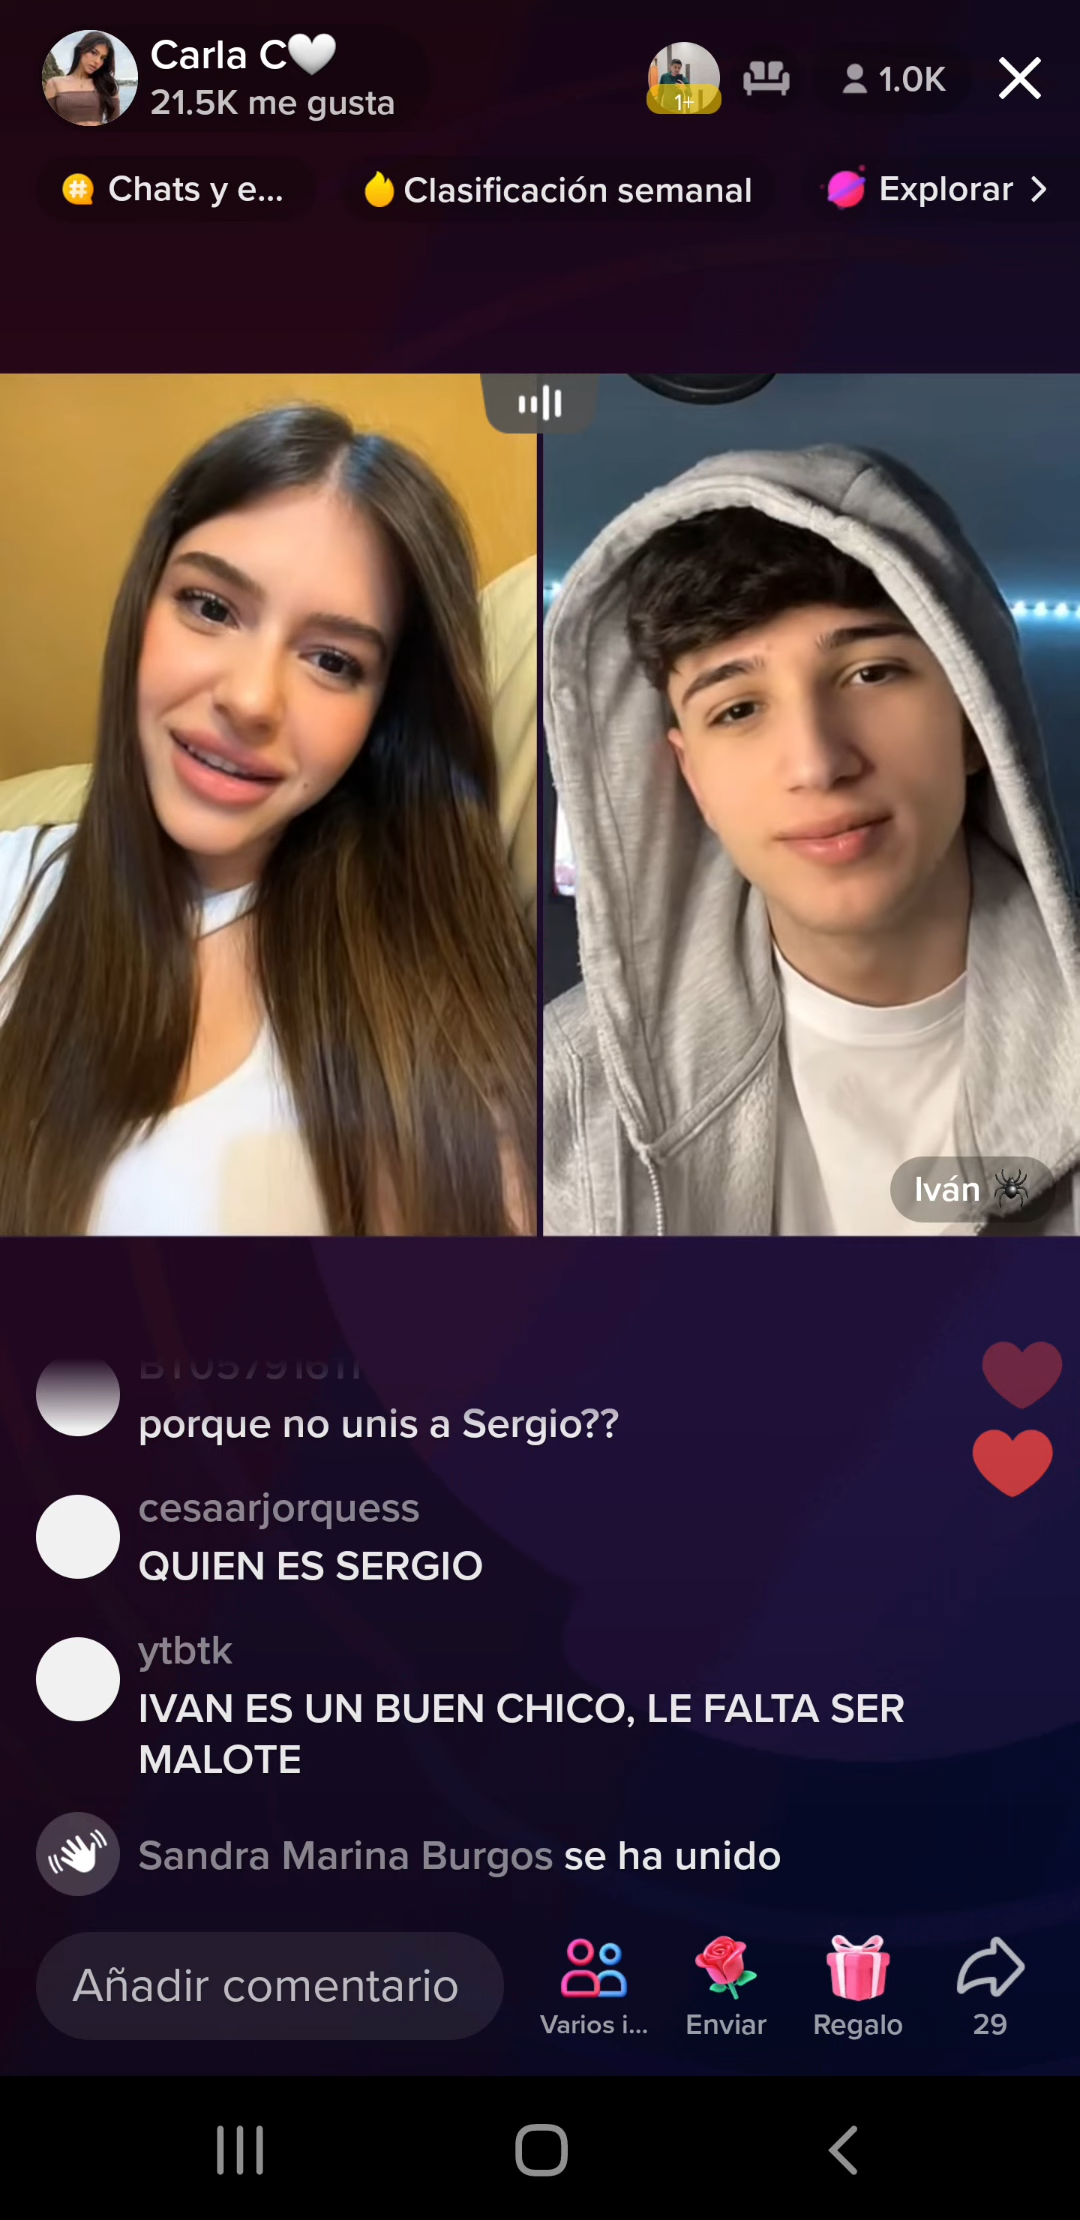 Carla C🤍
21.5K me gusta
1+
1.0K
Chats y e...
Clasificación semanal
Explorar >
Iván 🕷
porque no unis a Sergio??
cesaarjorquess
QUIEN ES SERGIO
ytbtk
IVAN ES UN BUEN CHICO, LE FALTA SER
MALOTE
Sandra Marina Burgos se ha unido
Añadir comentario
Varios i...
Enviar
Regalo
29